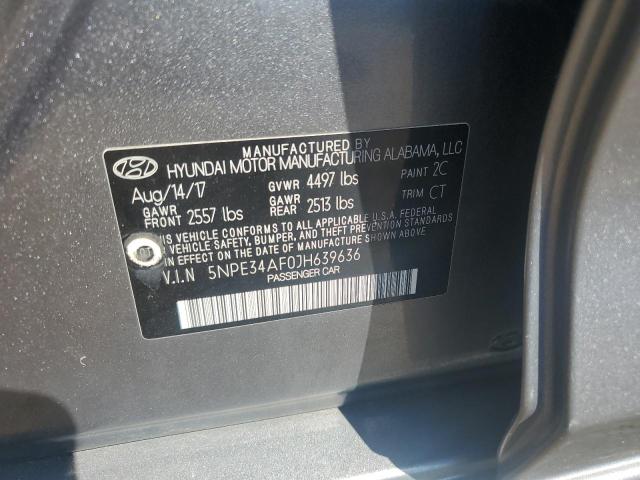 MANUFACTURED BY
HYUNDAI MOTOR MANUFACTURING ALABAMA, LLC
Aug/14/17 GVWR 4497 lbs PAINT 2C
GAWR FRONT 2557 lbs GAWR REAR 2513 lbs TRIM CT
THIS VEHICLE CONFORMS TO ALL APPLICABLE U.S.A. FEDERAL
MOTOR VEHICLE SAFETY, BUMPER, AND THEFT PREVENTION STANDARDS
IN EFFECT ON THE DATE OF MANUFACTURE SHOWN ABOVE.
V.I.N 5NPE34AF0JH639636
PASSENGER CAR